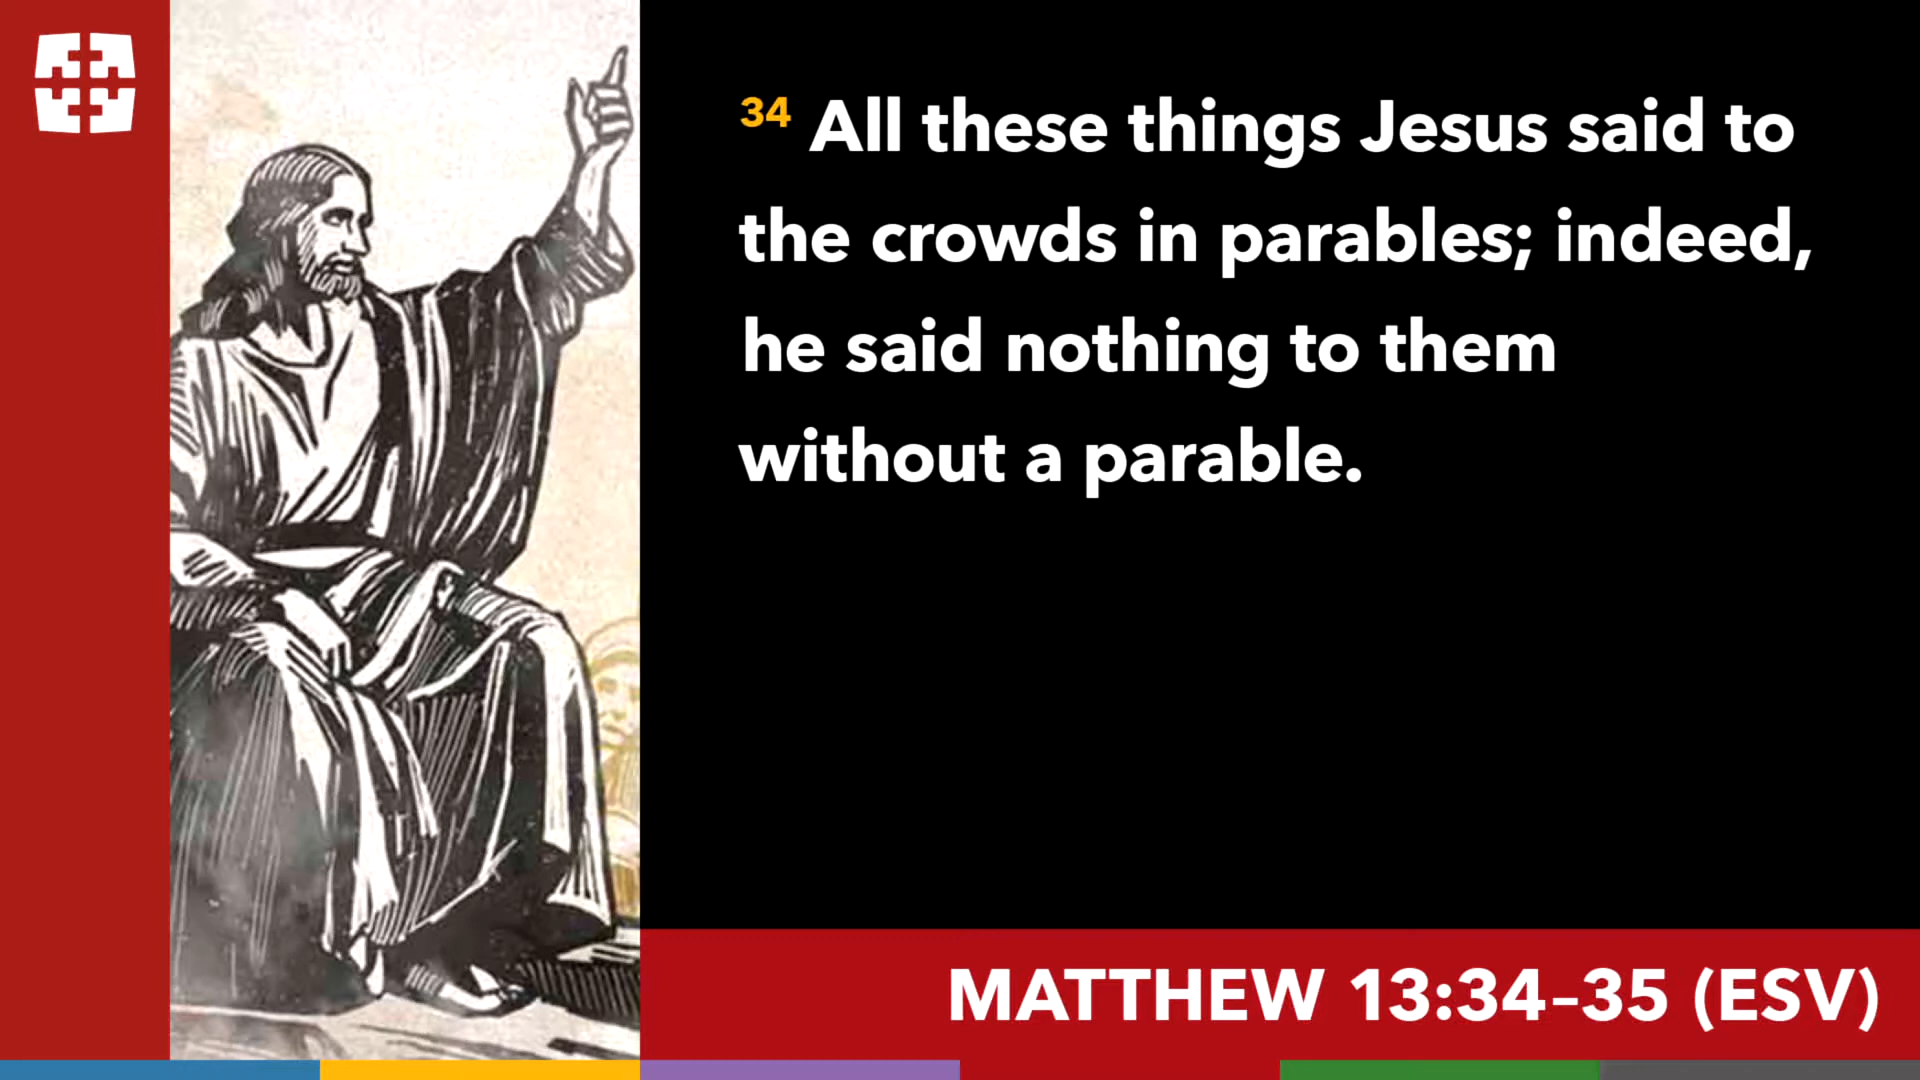 34 All these things Jesus said to
the crowds in parables; indeed,
he said nothing to them
without a parable.
MATTHEW 13:34–35 (ESV)